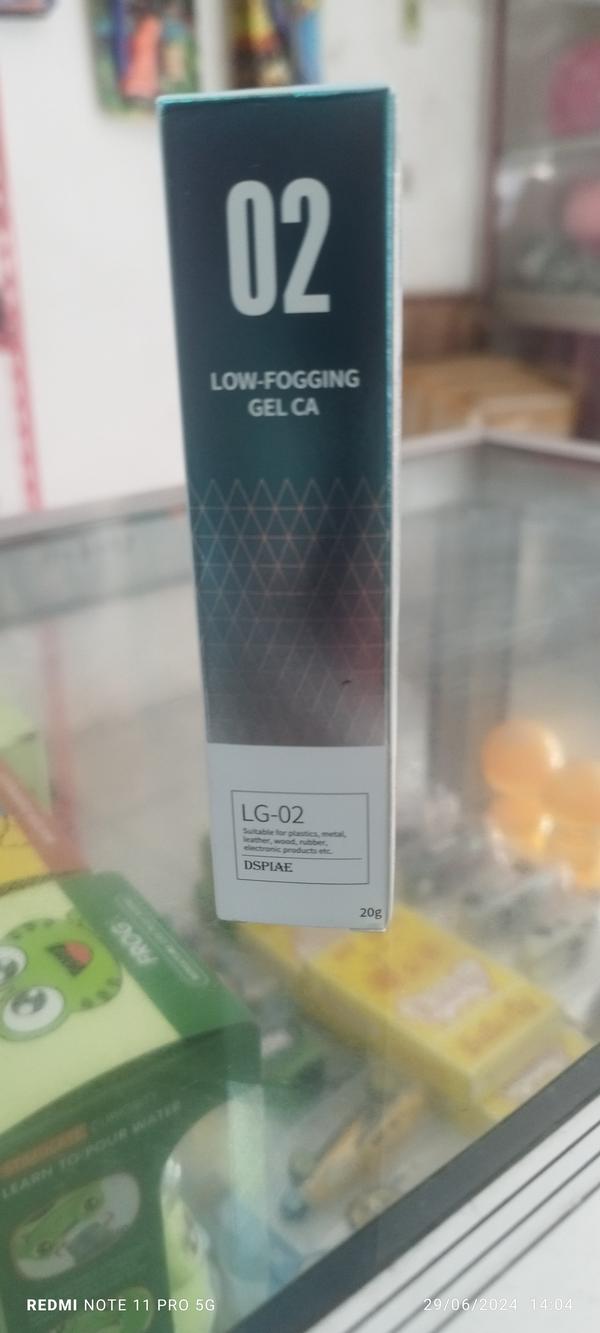 02
LOW-FOGGING
GEL CA
LG-02
Suitable for plastics, metal,
leather, wood, rubber,
electronic products etc.
DSPIAE
20g
FROG
LEARN TO POUR WATER
REDMI NOTE 11 PRO 5G
29/06/2024 14:04